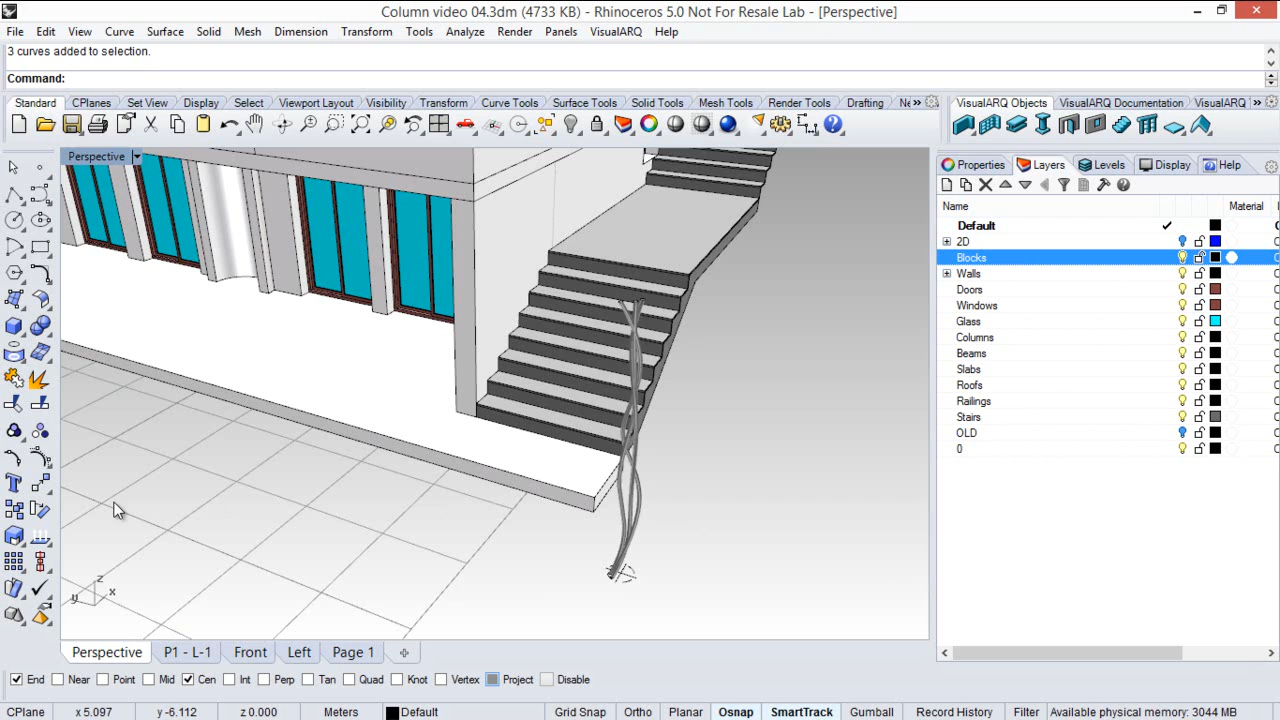 Column video 04.3dm (4733 KB) - Rhinoceros 5.0 Not For Resale Lab - [Perspective]
File Edit View Curve Surface Solid Mesh Dimension Transform Tools Analyze Render Panels VisualARQ Help
3 curves added to selection.
Command:
Standard CPlanes Set View Display Select Viewport Layout Visibility Transform Curve Tools Surface Tools Solid Tools Mesh Tools Render Tools Drafting
VisualARQ Objects VisualARQ Documentation VisualARQ
Perspective
Properties Layers Levels Display Help
Name Material
Default
2D
Blocks
Walls
Doors
Windows
Glass
Columns
Beams
Slabs
Roofs
Railings
Stairs
OLD
0
z
y x
Perspective P1 - L-1 Front Left Page 1
End Near Point Mid Cen Int Perp Tan Quad Knot Vertex Project Disable
CPlane x 5.097 y -6.112 z 0.000 Meters Default Grid Snap Ortho Planar Osnap SmartTrack Gumball Record History Filter Available physical memory: 3044 MB